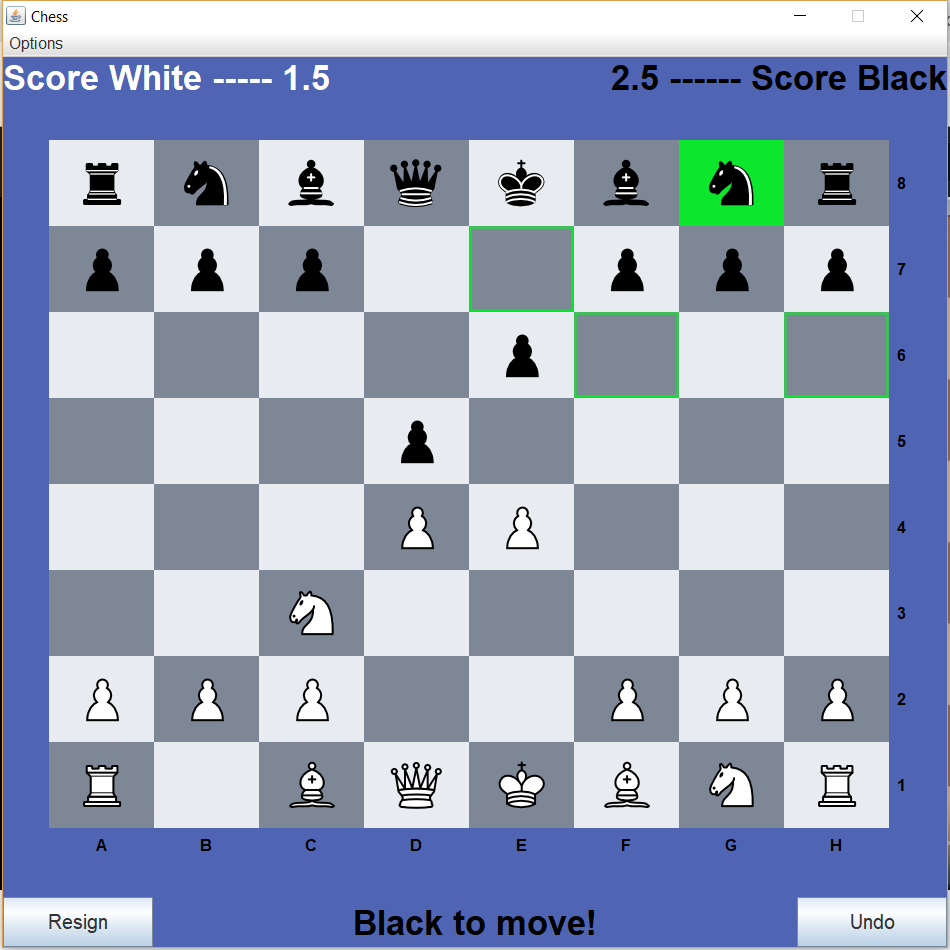 Chess
Options
Score White ----- 1.5
2.5 ------ Score Black
8
7
6
5
4
3
2
1
A B C D E F G H
Resign
Black to move!
Undo